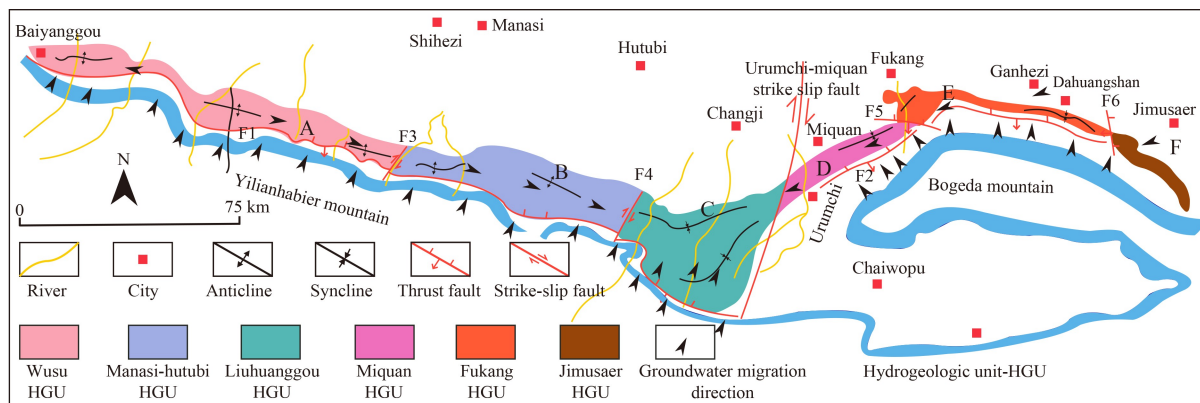 Baiyanggou
Shihezi
Manasi
Hutubi
Changji
Urumchi-miquan
strike slip fault
Miquan
Fukang
Ganhezi
Dahuangshan
Jimusaer
A
B
C
D
E
F
F1
F2
F3
F4
F5
F6
N
Yilianhabier mountain
Urumchi
Bogeda mountain
Chaiwopu
0
75 km
River
City
Anticline
Syncline
Thrust fault
Strike-slip fault
Wusu
HGU
Manasi-hutubi
HGU
Liuhuanggou
HGU
Miquan
HGU
Fukang
HGU
Jimusaer
HGU
Groundwater migration
direction
Hydrogeologic unit-HGU